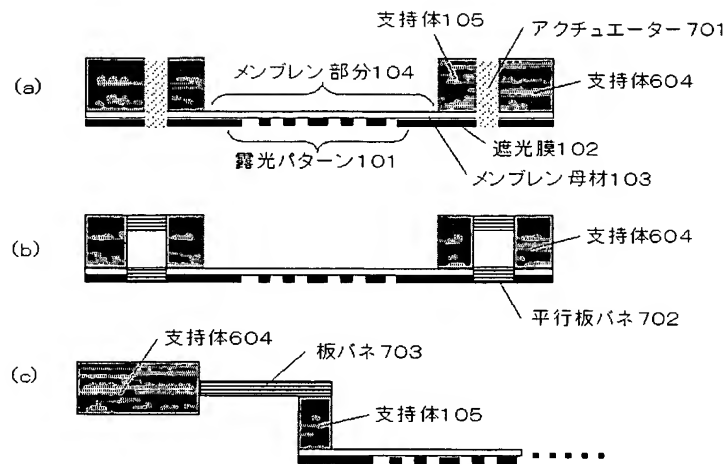 支持体105
アクチュエーター701
(a)
メンブレン部分104
支持体604
露光パターン101
遮光膜102
メンブレン母材103
(b)
支持体604
平行板バネ702
(c)
支持体604
板バネ703
支持体105